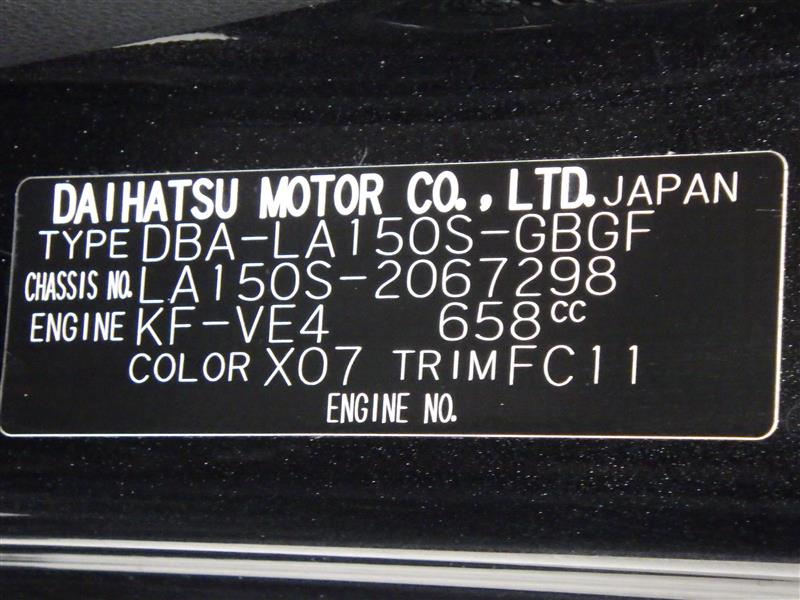 DAIHATSU MOTOR CO., LTD. JAPAN
TYPE DBA-LA150S-GBGF
CHASSIS NO. LA150S-2067298
ENGINE KF-VE4 658cc
COLOR X07 TRIM FC11
ENGINE NO.